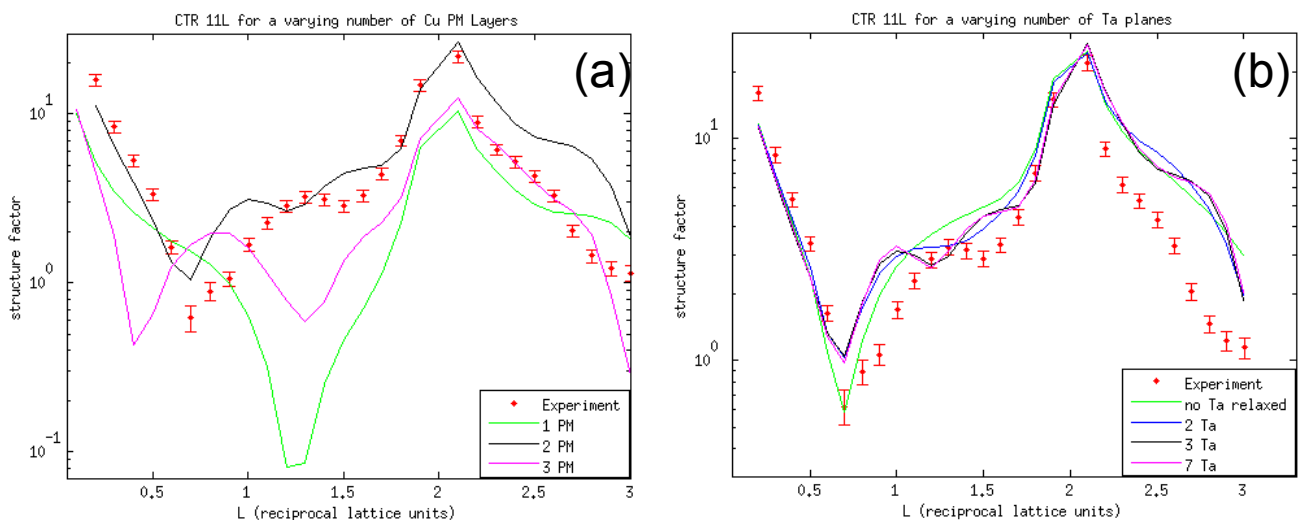 CTR 11L for a varying number of Cu PM Layers
(a)
structure factor
10^1
10^0
10^-1
0.5 1 1.5 2 2.5 3
L (reciprocal lattice units)
Experiment
1 PM
2 PM
3 PM
CTR 11L for a varying number of Ta planes
(b)
structure factor
10^1
10^0
0.5 1 1.5 2 2.5 3
L (reciprocal lattice units)
Experiment
no Ta relaxed
2 Ta
3 Ta
7 Ta